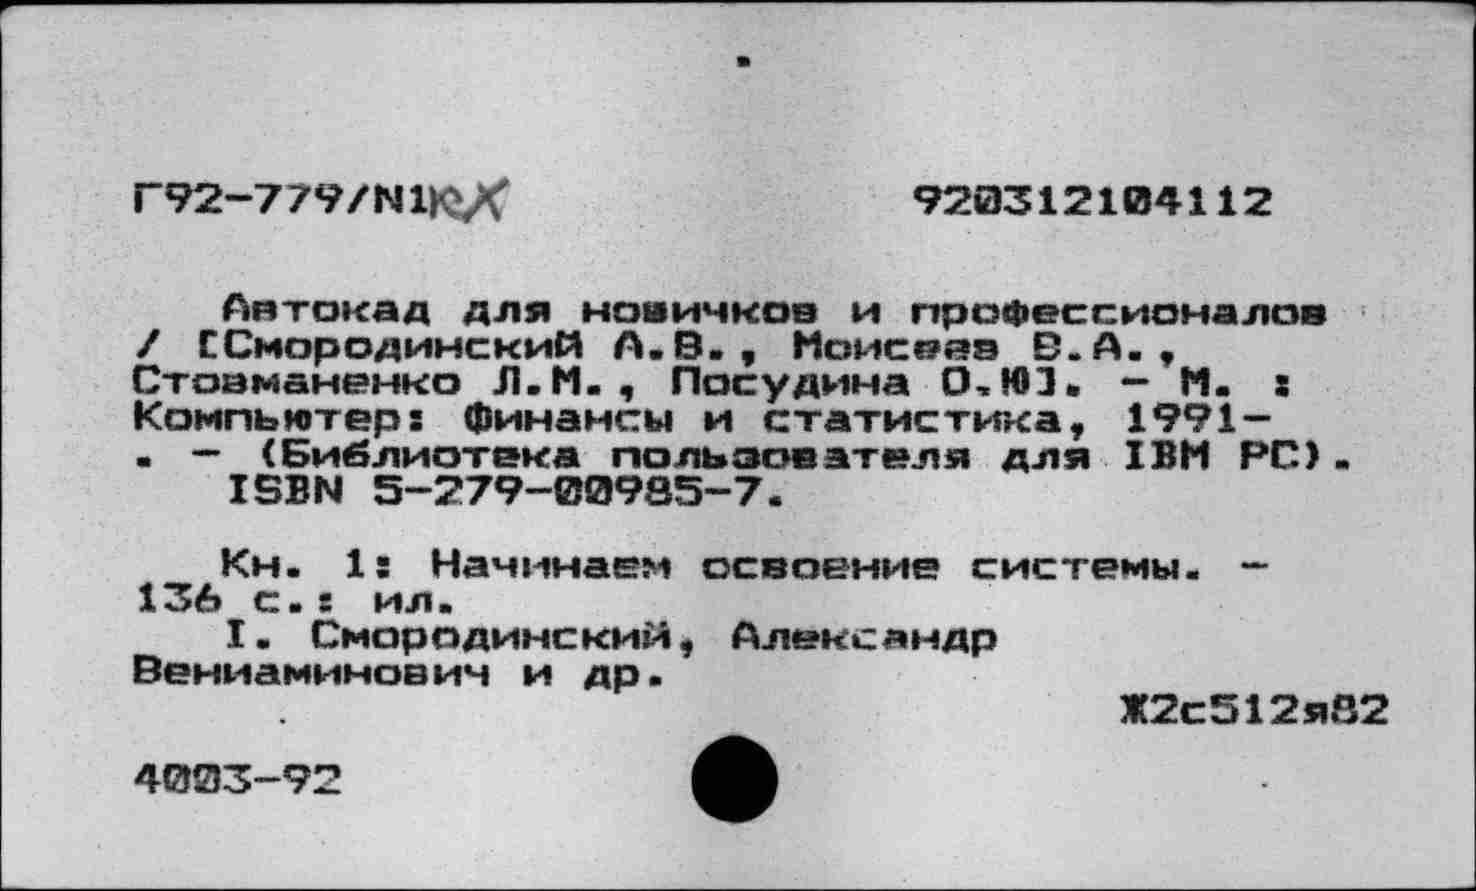 Г92-779/N1кх
920312104112
Автокад для новичков и профессионалов
/ [Смородинский А.В., Моисеев В.А.,
Стовманенко Л.М., Посудина О.Ю]. - М. :
Компьютер: Финансы и статистика, 1991-
. - (Библиотека пользователя для IBM PC).
ISBN 5-279-00985-7.
Кн. 1: Начинаем освоение системы. -
136 с.: ил.
I. Смородинский, Александр
Вениаминович и др.
Ж2с512я82
4003-92